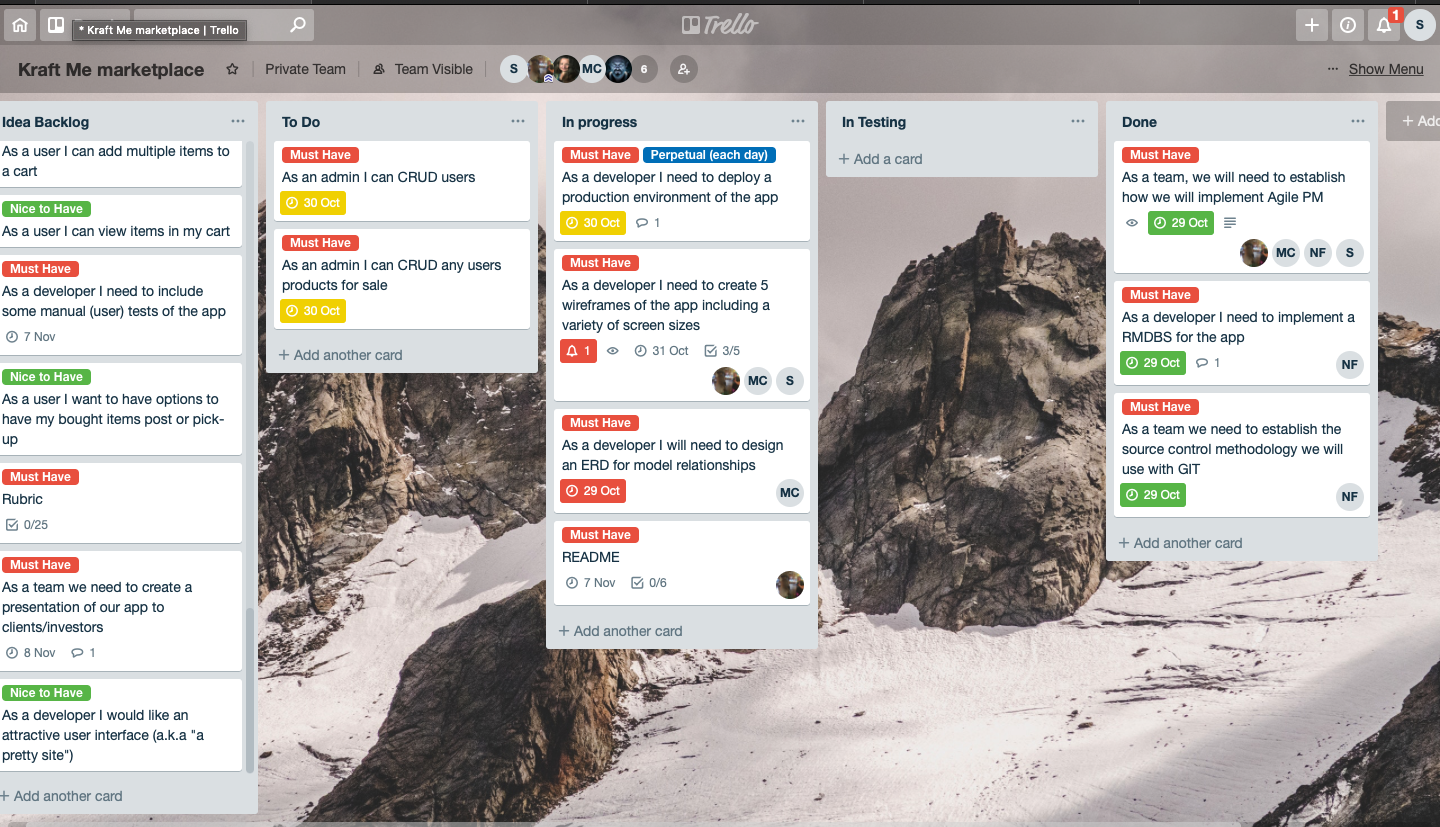 * Kraft Me marketplace | Trello
Trello
1
S
Kraft Me marketplace
Private Team
Team Visible
S
MC
6
Show Menu
Idea Backlog
As a user I can add multiple items to
a cart
Nice to Have
As a user I can view items in my cart
Must Have
As a developer I need to include
some manual (user) tests of the app
7 Nov
Nice to Have
As a user I want to have options to
have my bought items post or pick-
up
Must Have
Rubric
0/25
Must Have
As a team we need to create a
presentation of our app to
clients/investors
8 Nov 1
Nice to Have
As a developer I would like an
attractive user interface (a.k.a "a
pretty site")
+ Add another card
To Do
Must Have
As an admin I can CRUD users
30 Oct
Must Have
As an admin I can CRUD any users
products for sale
30 Oct
+ Add another card
In progress
Must Have Perpetual (each day)
As a developer I need to deploy a
production environment of the app
30 Oct 1
Must Have
As a developer I need to create 5
wireframes of the app including a
variety of screen sizes
1 31 Oct 3/5
MC S
Must Have
As a developer I will need to design
an ERD for model relationships
29 Oct MC
Must Have
README
7 Nov 0/6
+ Add another card
In Testing
+ Add a card
Done
Must Have
As a team, we will need to establish
how we will implement Agile PM
29 Oct
MC NF S
Must Have
As a developer I need to implement a
RMDBS for the app
29 Oct 1 NF
Must Have
As a team we need to establish the
source control methodology we will
use with GIT
29 Oct NF
+ Add another card
+ Add